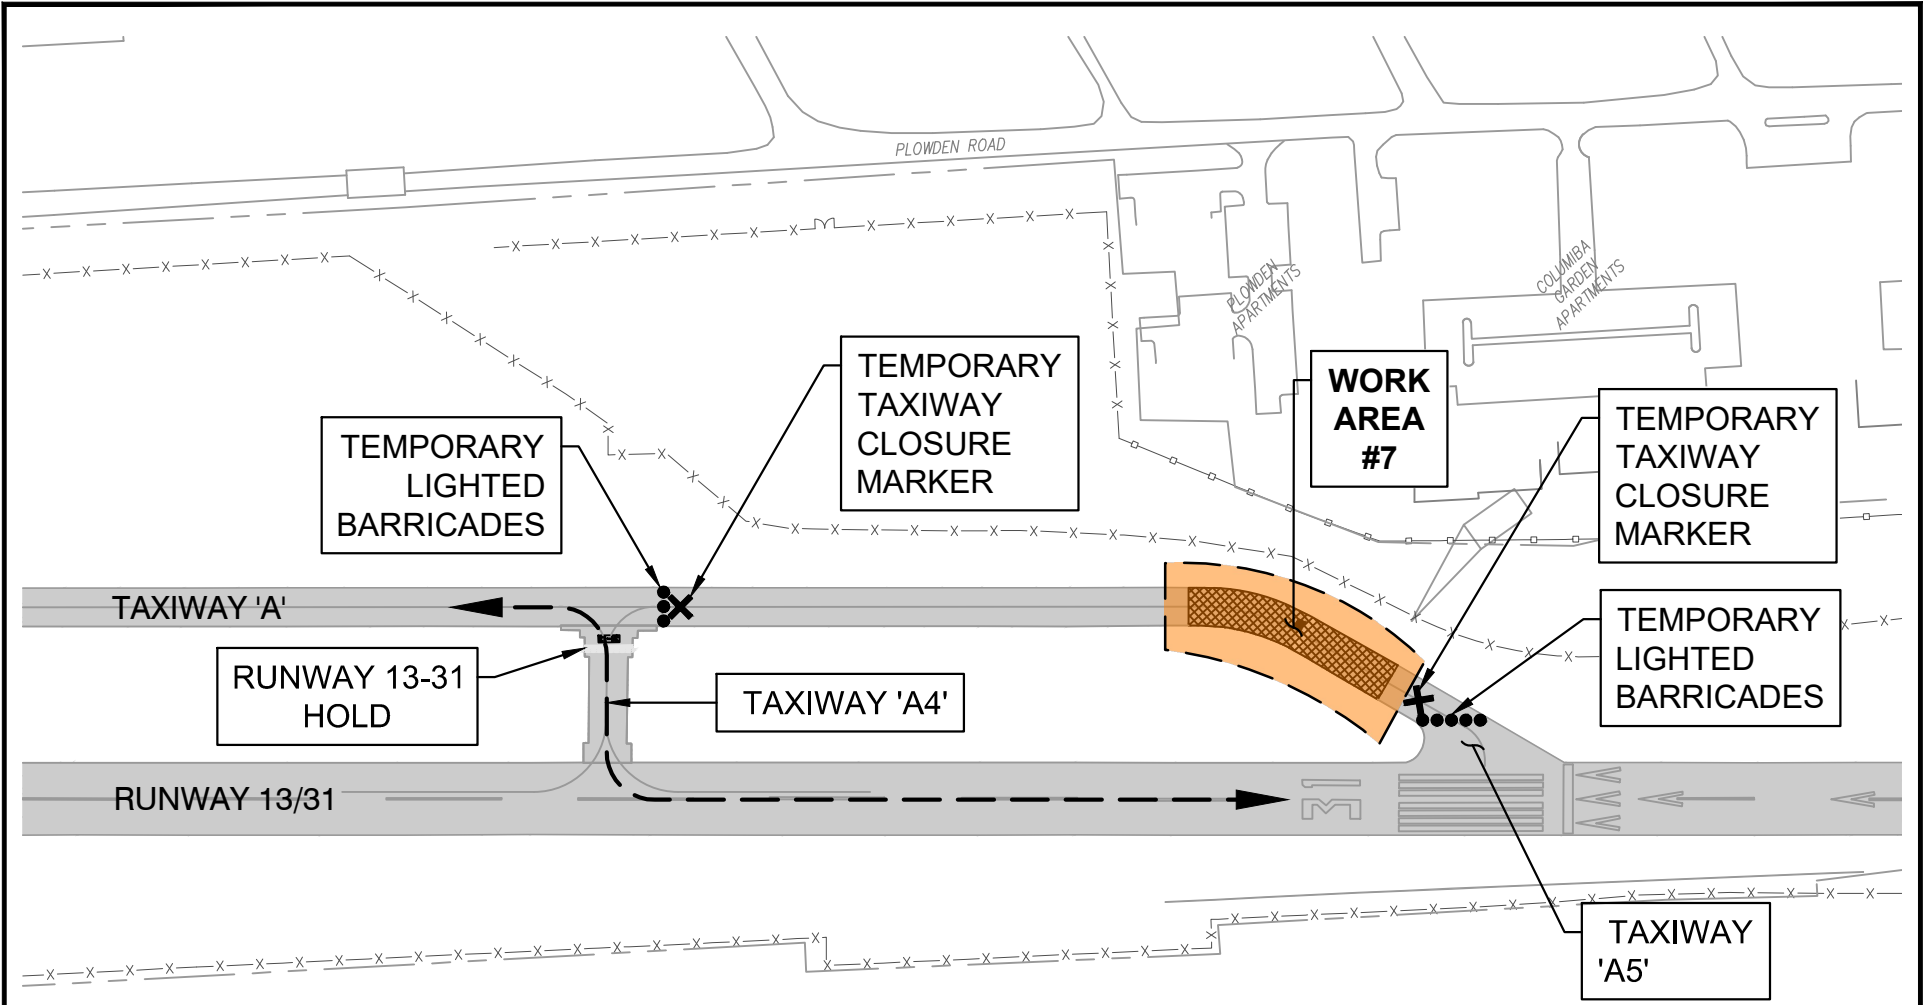 PLOWDEN ROAD
PLOWDEN
APARTMENTS
COLUMBIA
GARDEN
APARTMENTS
TEMPORARY
TAXIWAY
CLOSURE
MARKER
WORK
AREA
#7
TEMPORARY
TAXIWAY
CLOSURE
MARKER
TEMPORARY
LIGHTED
BARRICADES
TAXIWAY 'A'
TEMPORARY
LIGHTED
BARRICADES
RUNWAY 13-31
HOLD
TAXIWAY 'A4'
RUNWAY 13/31
31
TAXIWAY
'A5'